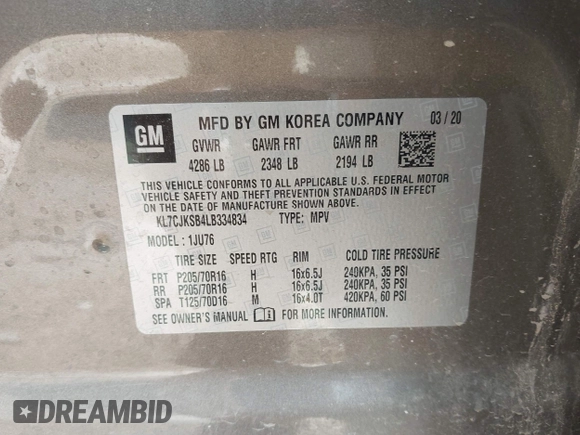 GM
MFD BY GM KOREA COMPANY 03 / 20
GVWR GAWR FRT GAWR RR
4286 LB 2348 LB 2194 LB
THIS VEHICLE CONFORMS TO ALL APPLICABLE U.S. FEDERAL MOTOR
VEHICLE SAFETY AND THEFT PREVENTION STANDARDS IN EFFECT
ON THE DATE OF MANUFACTURE SHOWN ABOVE.
KL7CJKSB4LB334834 TYPE: MPV
MODEL : 1JU76
TIRE SIZE SPEED RTG RIM COLD TIRE PRESSURE
FRT P205/70R16 H 16x6.5J 240KPA, 35 PSI
RR P205/70R16 H 16x6.5J 240KPA, 35 PSI
SPA T125/70D16 M 16x4.0T 420KPA, 60 PSI
SEE OWNER'S MANUAL FOR MORE INFORMATION.
DREAMBID